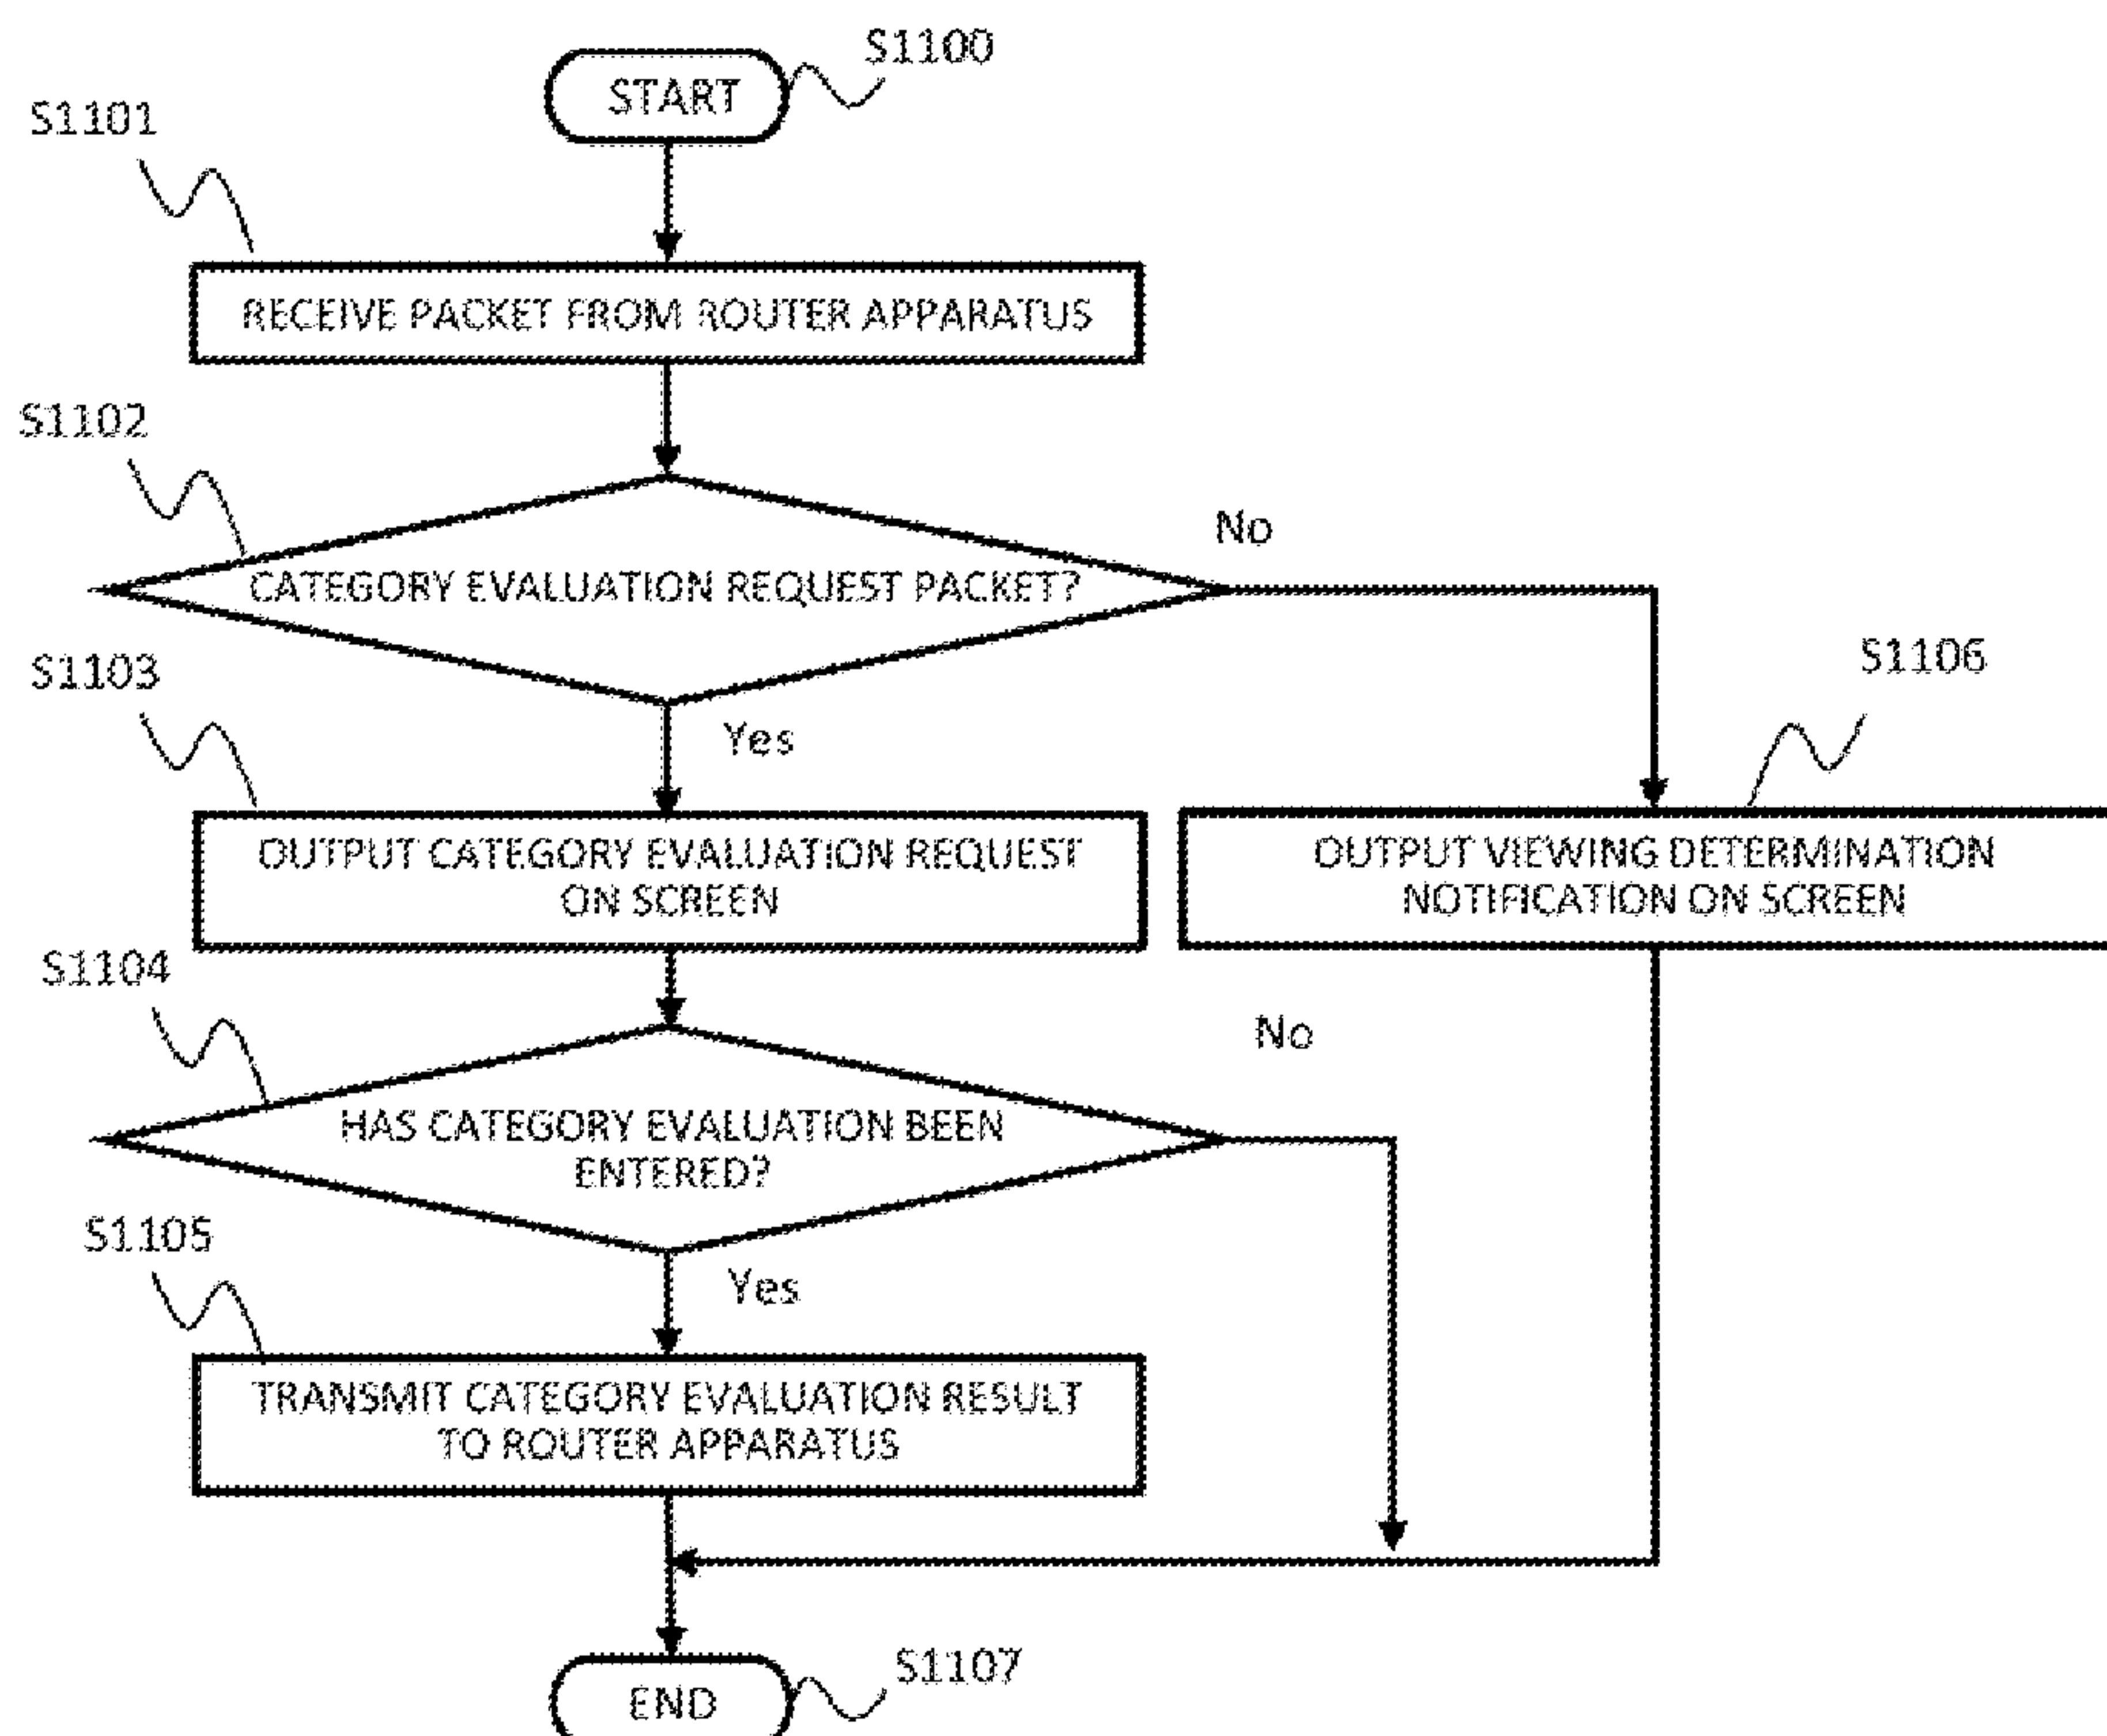 S1100
START
S1101
RECEIVE PACKET FROM ROUTER APPARATUS
S1102
No
CATEGORY EVALUATION REQUEST PACKET?
S1103
Yes
S1106
OUTPUT CATEGORY EVALUATION REQUEST
ON SCREEN
OUTPUT VIEWING DETERMINATION
NOTIFICATION ON SCREEN
S1104
No
HAS CATEGORY EVALUATION BEEN
ENTERED?
S1105
Yes
TRANSMIT CATEGORY EVALUATION RESULT
TO ROUTER APPARATUS
S1107
END